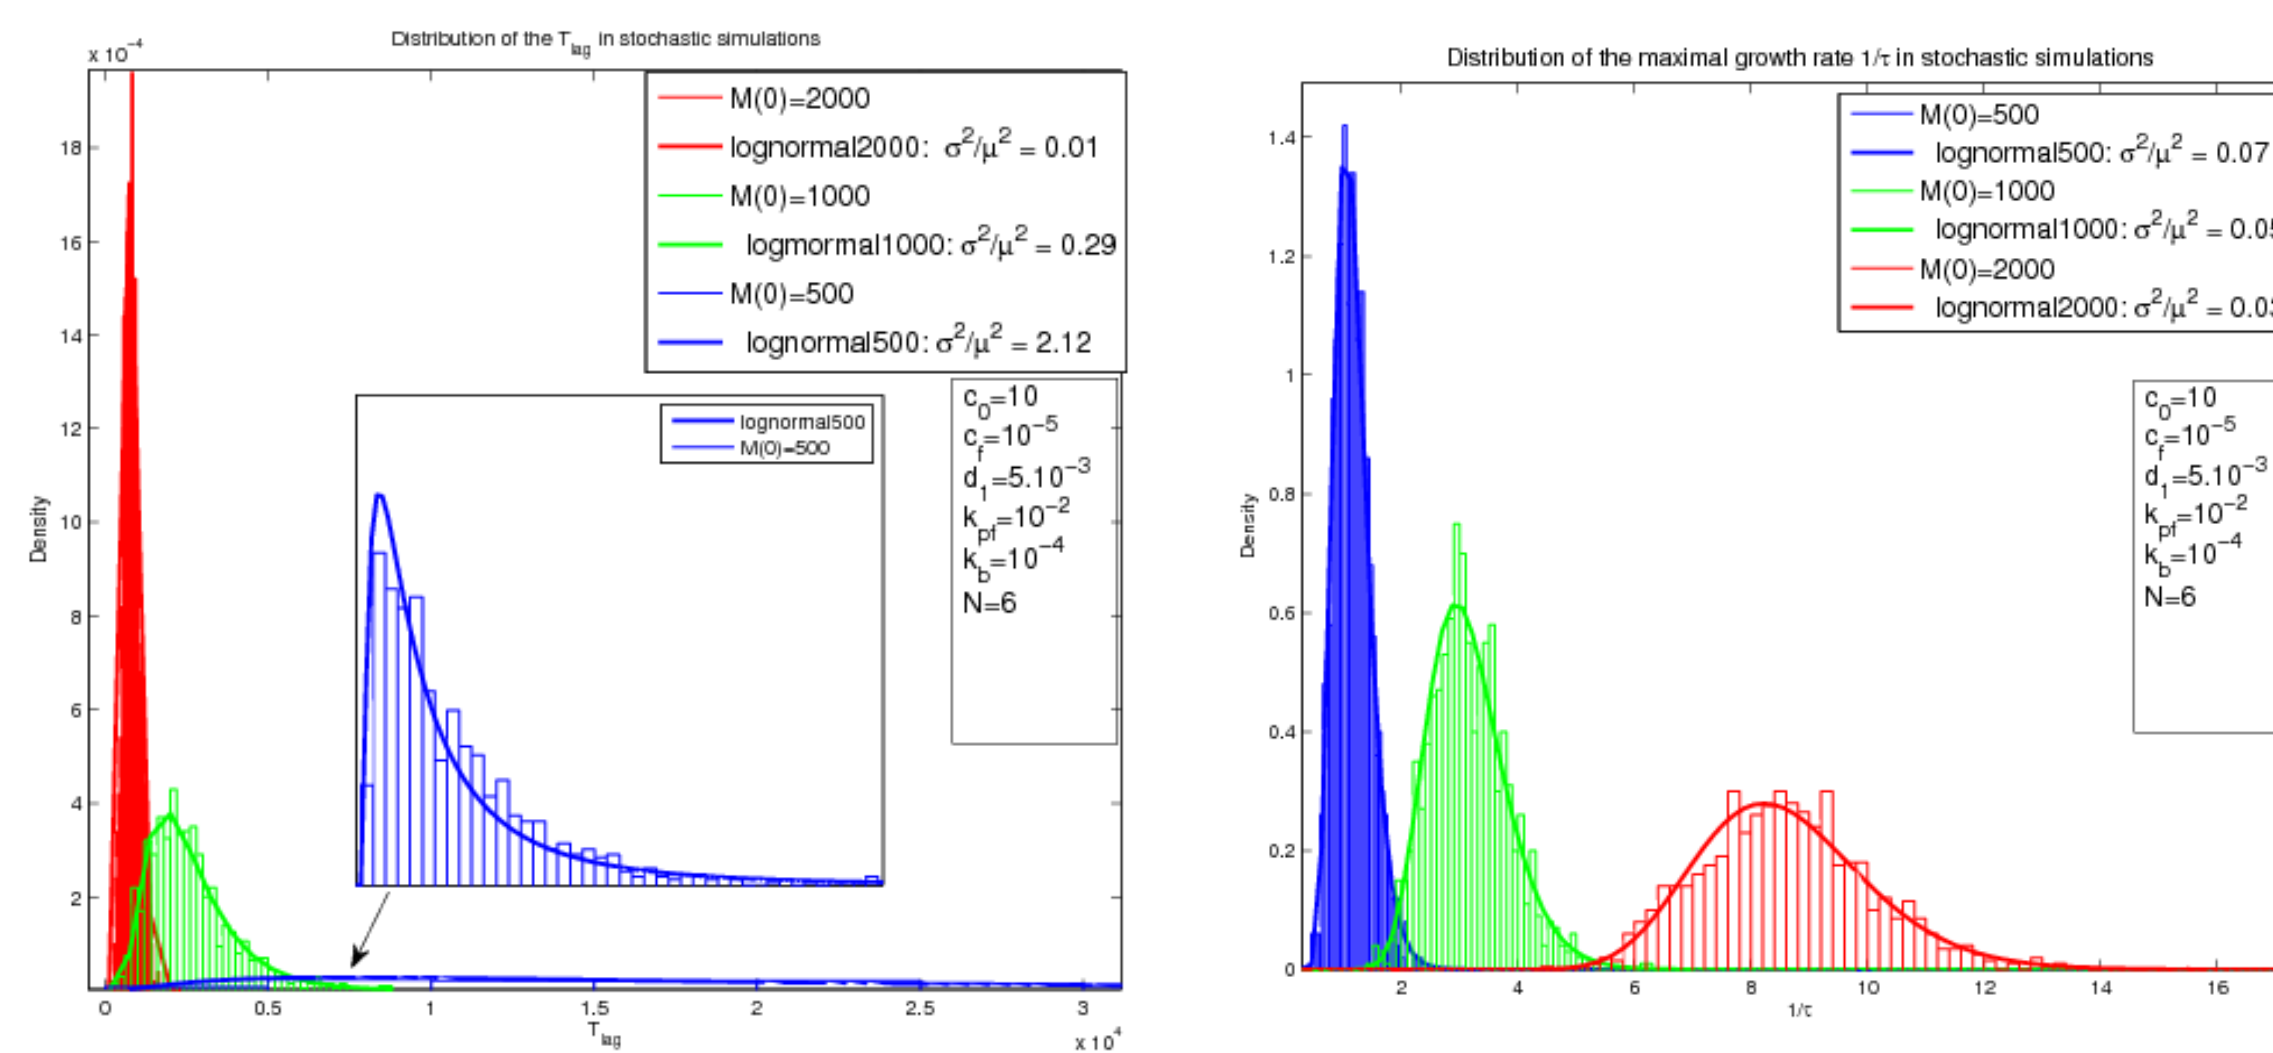 Distribution of the T_lag in stochastic simulations
x 10^-4
M(0)=2000
lognormal2000: σ²/μ² = 0.01
M(0)=1000
logmormal1000: σ²/μ² = 0.29
M(0)=500
lognormal500: σ²/μ² = 2.12
lognormal500
M(0)=500
c_0=10
c_f=10^-5
d_1=5.10^-3
k_pf=10^-2
k_b=10^-4
N=6
Density
18
16
14
12
10
8
6
4
2
0 0.5 1 1.5 2 2.5 3
T_lag
x 10^4
Distribution of the maximal growth rate 1/τ in stochastic simulations
M(0)=500
lognormal500: σ²/μ² = 0.07
M(0)=1000
lognormal1000: σ²/μ² =
M(0)=2000
lognormal2000: σ²/μ² =
c_0=10
c_f=10^-5
d_1=5.10^-3
k_pf=10^-2
k_b=10^-4
N=6
Density
1.4
1.2
1
0.8
0.6
0.4
0.2
0
2 4 6 8 10 12 14 16
1/τ